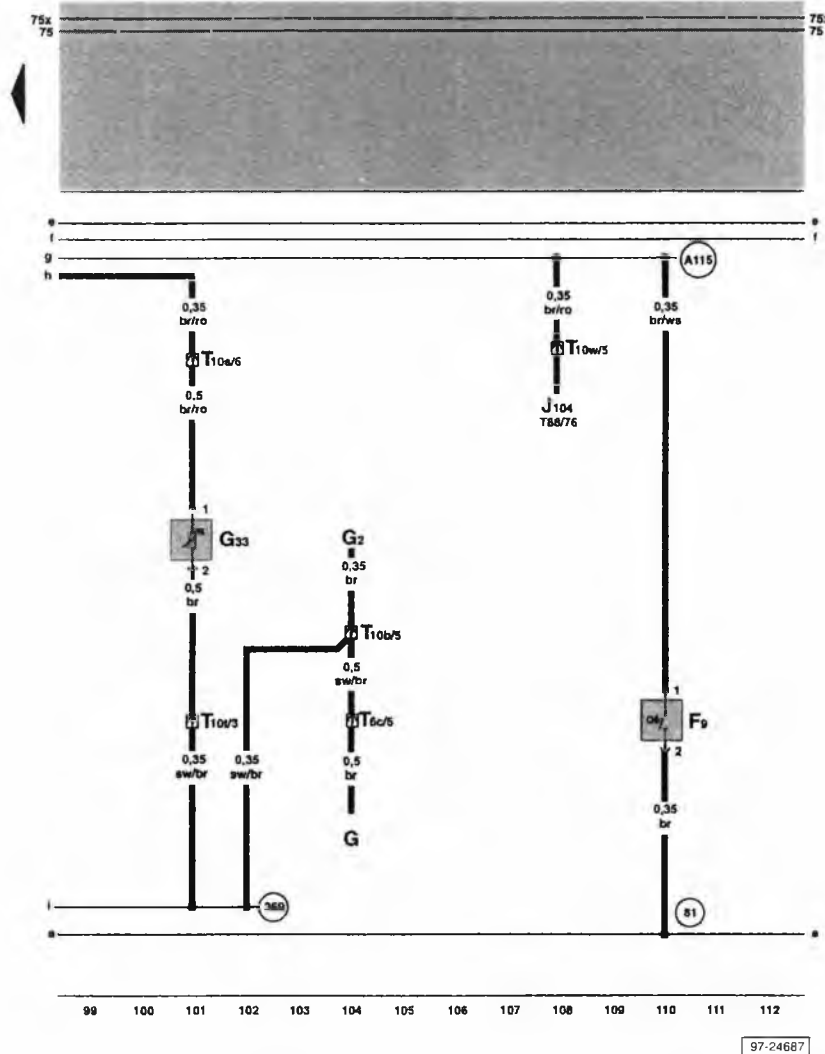 75x 75x
75 75
e e
f f
g A115
h
0,35 0,35 0,35
br/ro br/ro br/ws
T10a/6 T10w/5
0,5
br/ro
J104
T88/76
1
G33 G2
2 0,35
0,5 br
br
T10b/5
0,5
sw/br
1
T10t/3 T6c/5 F9
0,35 0,35 0,5 2
sw/br sw/br br
0,35
br
G
i 369 81
a a
99 100 101 102 103 104 105 106 107 108 109 110 111 112
97-24687